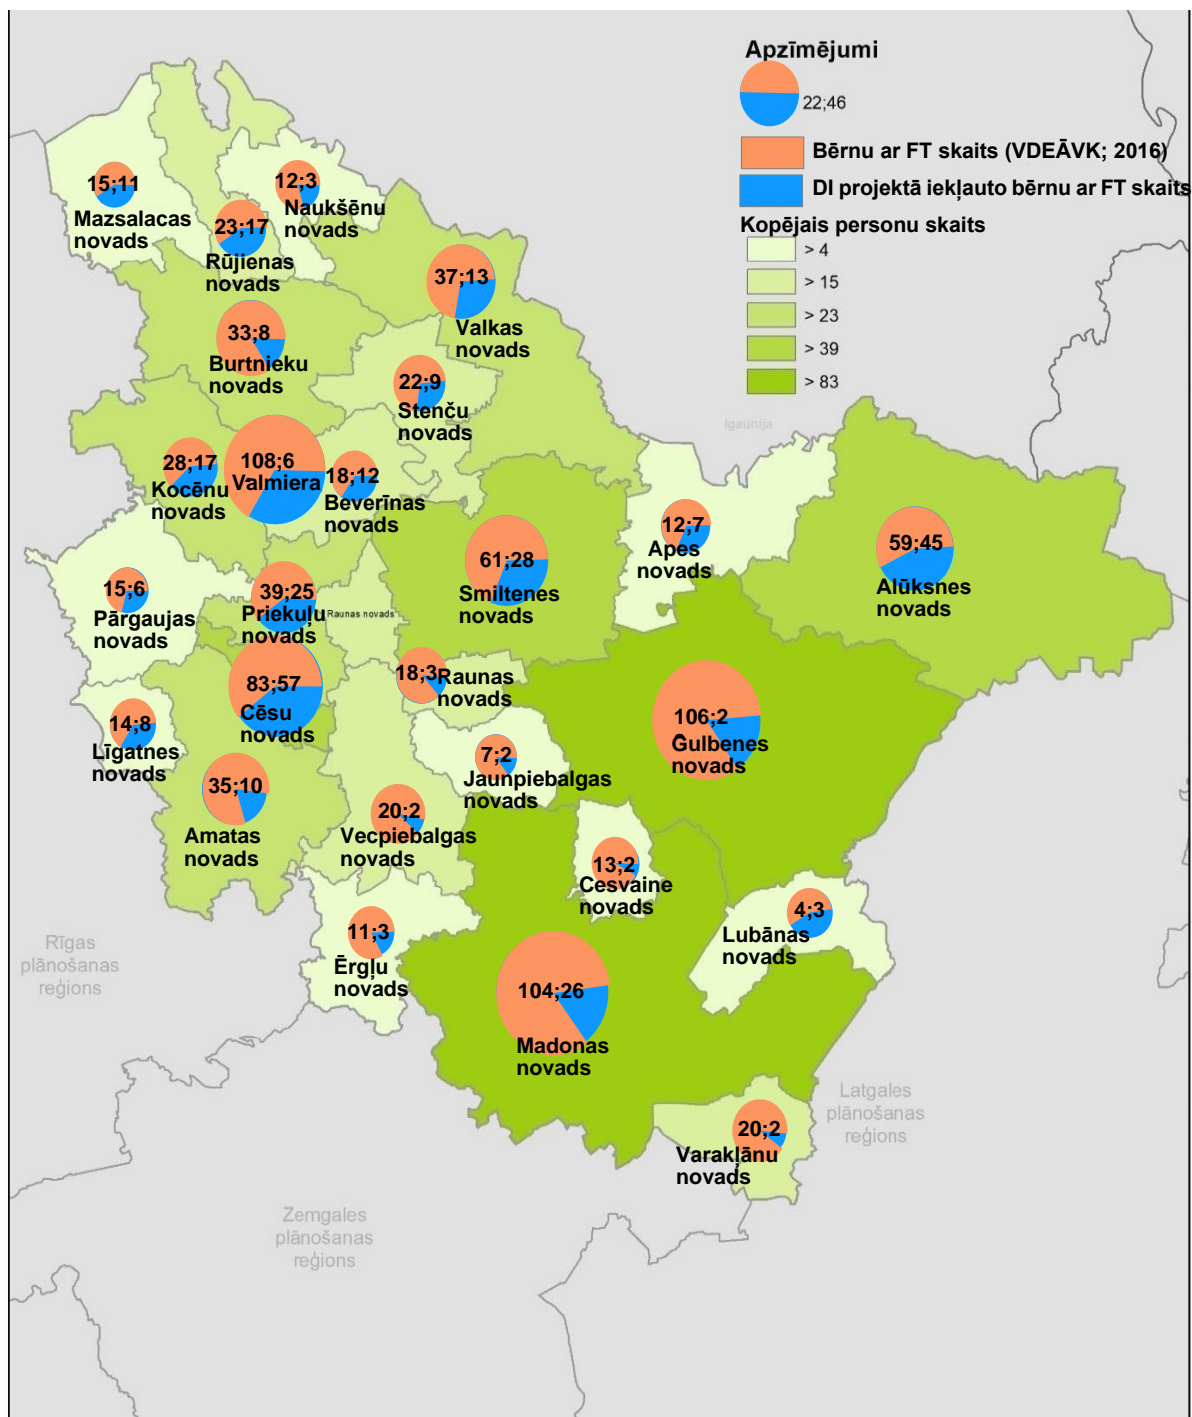 Apzīmējumi
22;46
Bērnu ar FT skaits (VDEĀVK; 2016)
DI projektā iekļauto bērnu ar FT skaits
Kopējais personu skaits
> 4
> 15
> 23
> 39
> 83
15;11
Mazsalacas
novads
12;3
Naukšēnu
novads
23;17
Rūjienas
novads
37;13
Valkas
novads
33;8
Burtnieku
novads
22;9
Stenču
novads
igaunija
28;17
Kocēnu
novads
108;6
Valmiera
18;12
Beverīnas
novads
12;7
Apes
novads
59;45
Alūksnes
novads
61;28
Smiltenes
novads
15;6
Pārgaujas
novads
39;25
Priekuļu
novads
Raunas novads
83;57
Cēsu
novads
18;3
Raunas
novads
106;2
Gulbenes
novads
14;8
Līgatnes
novads
7;2
Jaunpiebalgas
novads
35;10
Amatas
novads
20;2
Vecpiebalgas
novads
13;2
Cesvaine
novads
4;3
Lubānas
novads
11;3
Ērgļu
novads
104;26
Madonas
novads
20;2
Varakļānu
novads
Rīgas
plānošanas
reģions
Latgales
plānošanas
reģions
Zemgales
plānošanas
reģions